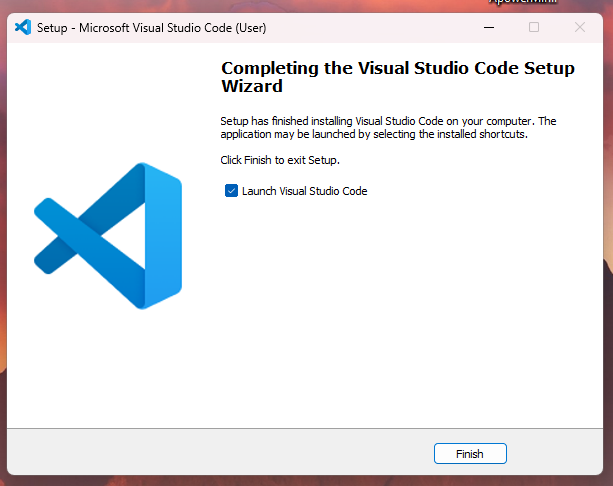 Setup - Microsoft Visual Studio Code (User)
Completing the Visual Studio Code Setup
Wizard
Setup has finished installing Visual Studio Code on your computer. The
application may be launched by selecting the installed shortcuts.
Click Finish to exit Setup.
Launch Visual Studio Code
Finish